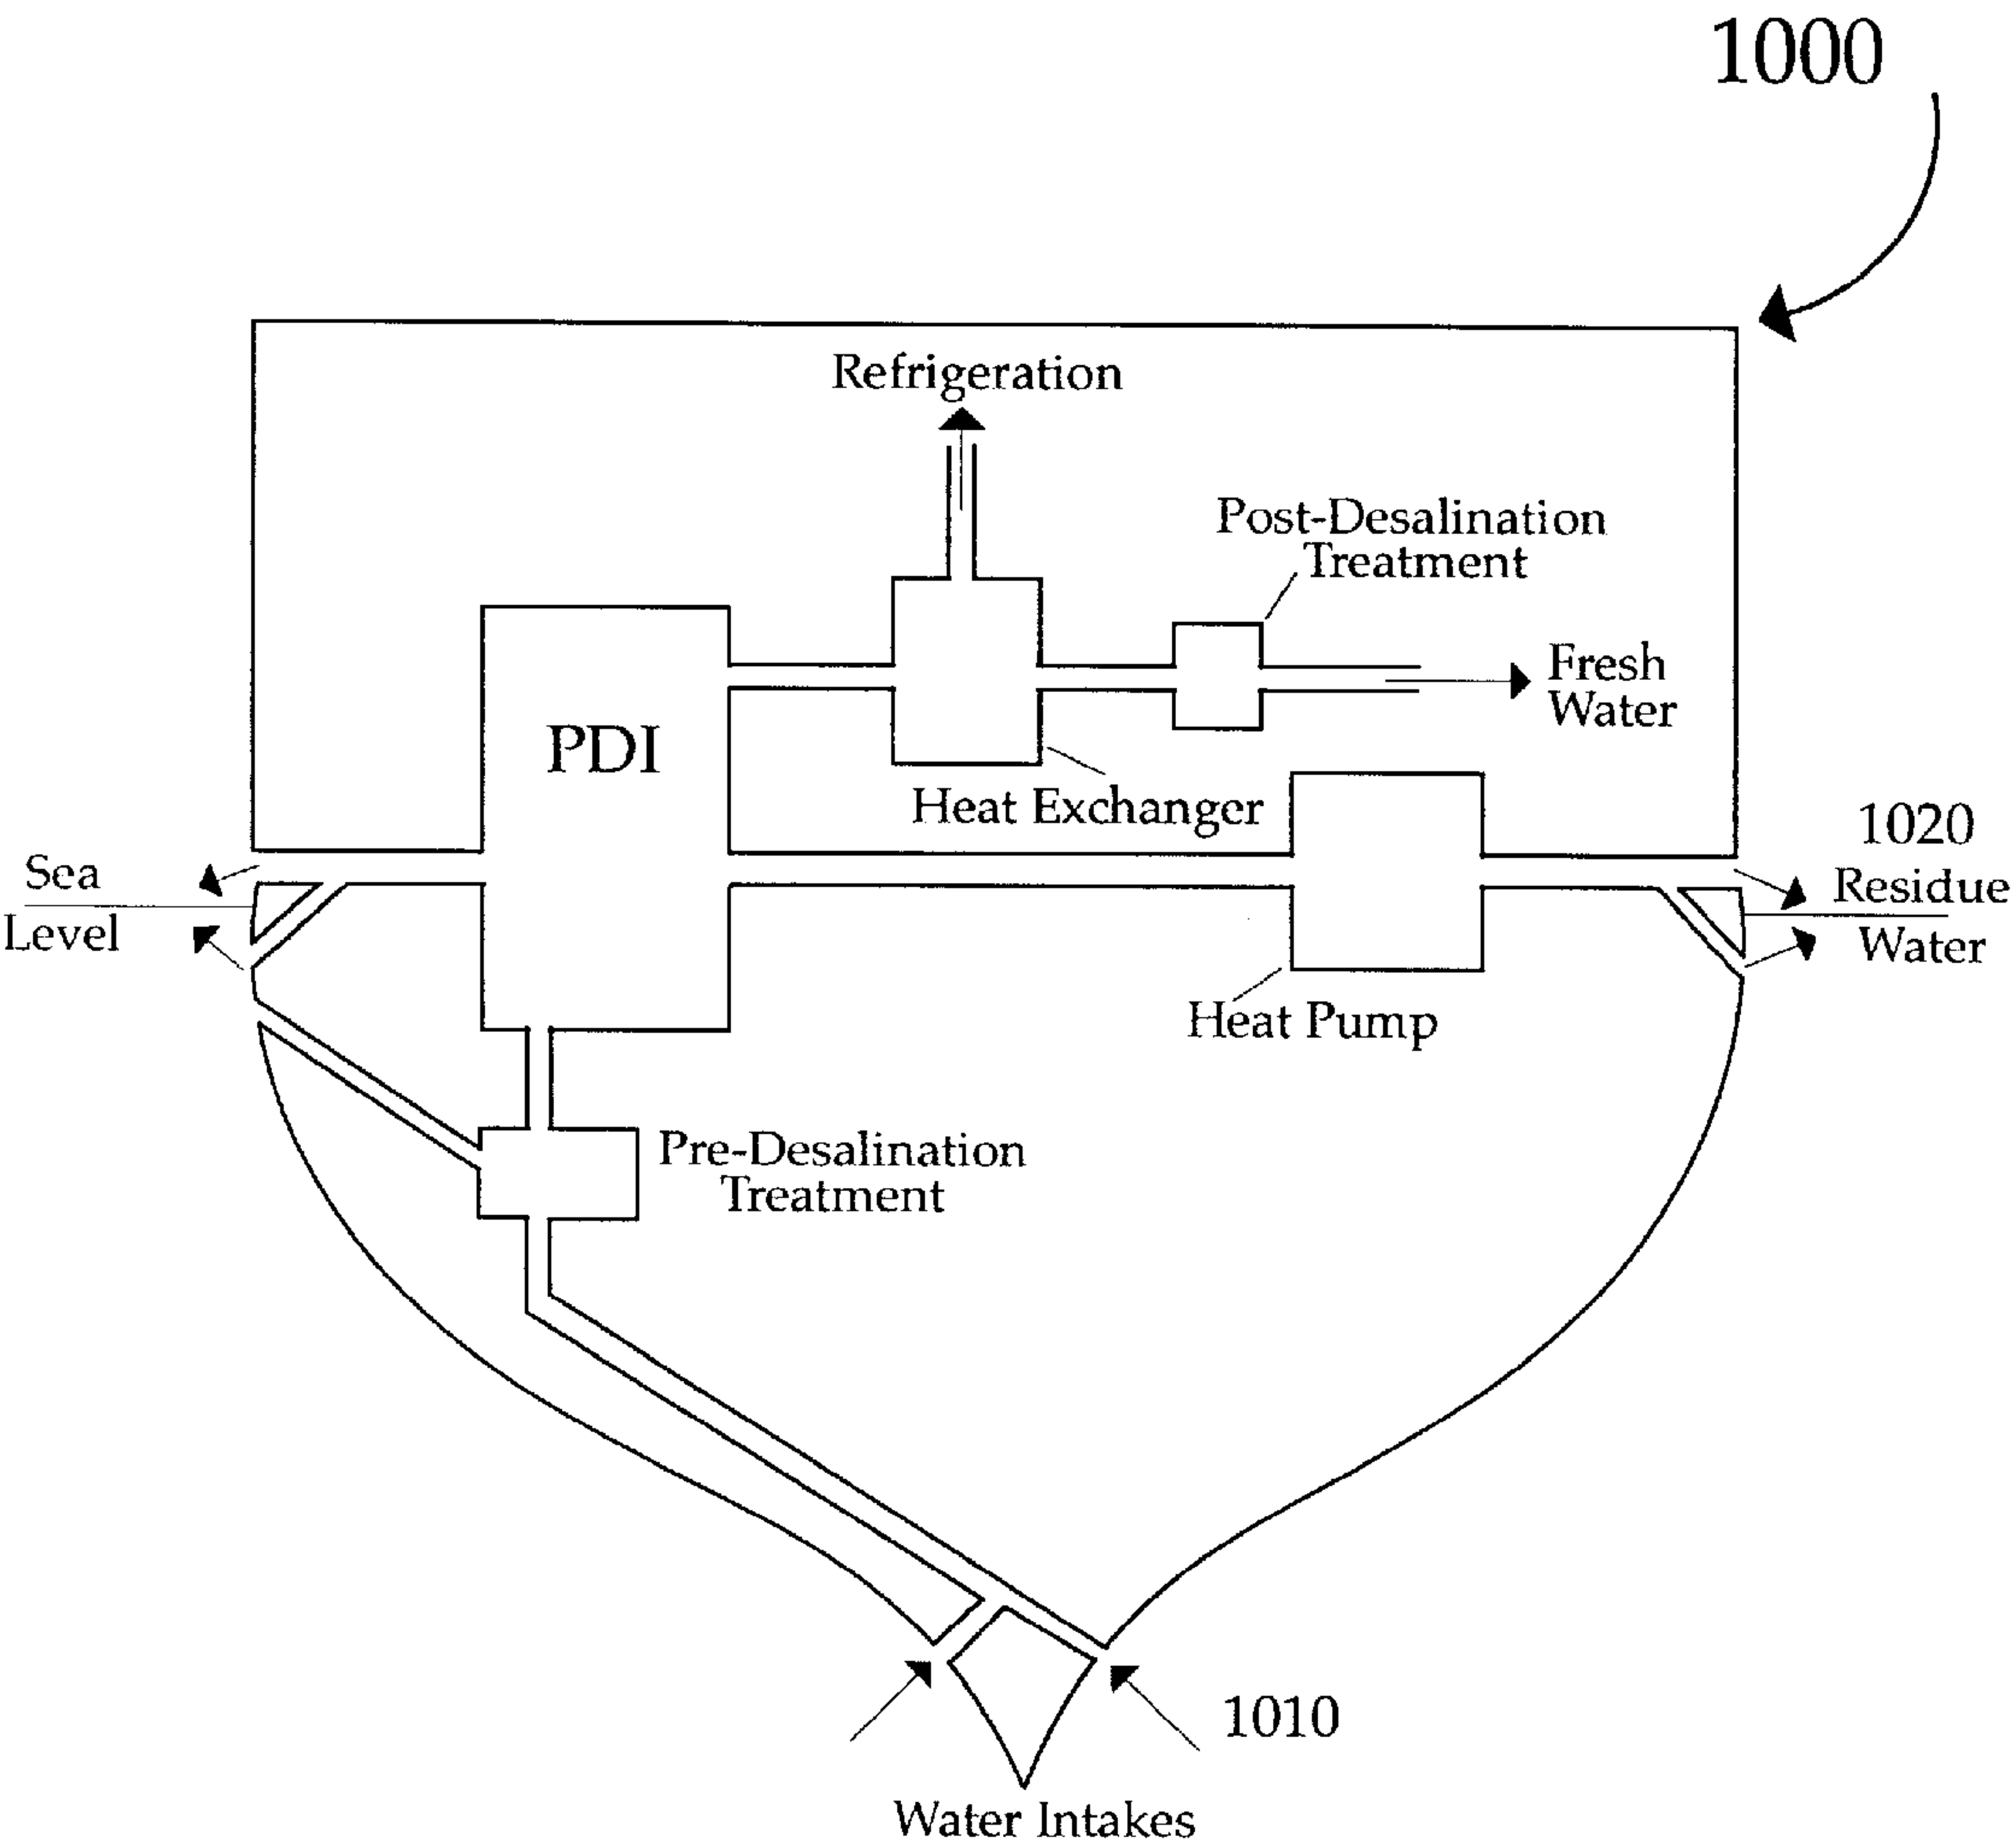 1000
Refrigeration
Post-Desalination
Treatment
Fresh
Water
PDI
Heat Exchanger
1020
Sea
Level
Residue
Water
Heat Pump
Pre-Desalination
Treatment
1010
Water Intakes